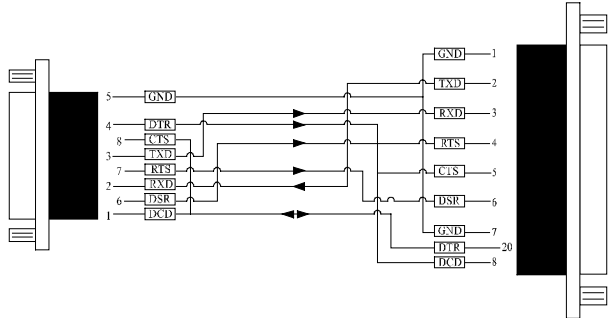 5 GND
4 DTR
8 CTS
3 TXD
7 RTS
2 RXD
6 DSR
1 DCD
GND 1
TXD 2
RXD 3
RTS 4
CTS 5
DSR 6
GND 7
DTR 20
DCD 8